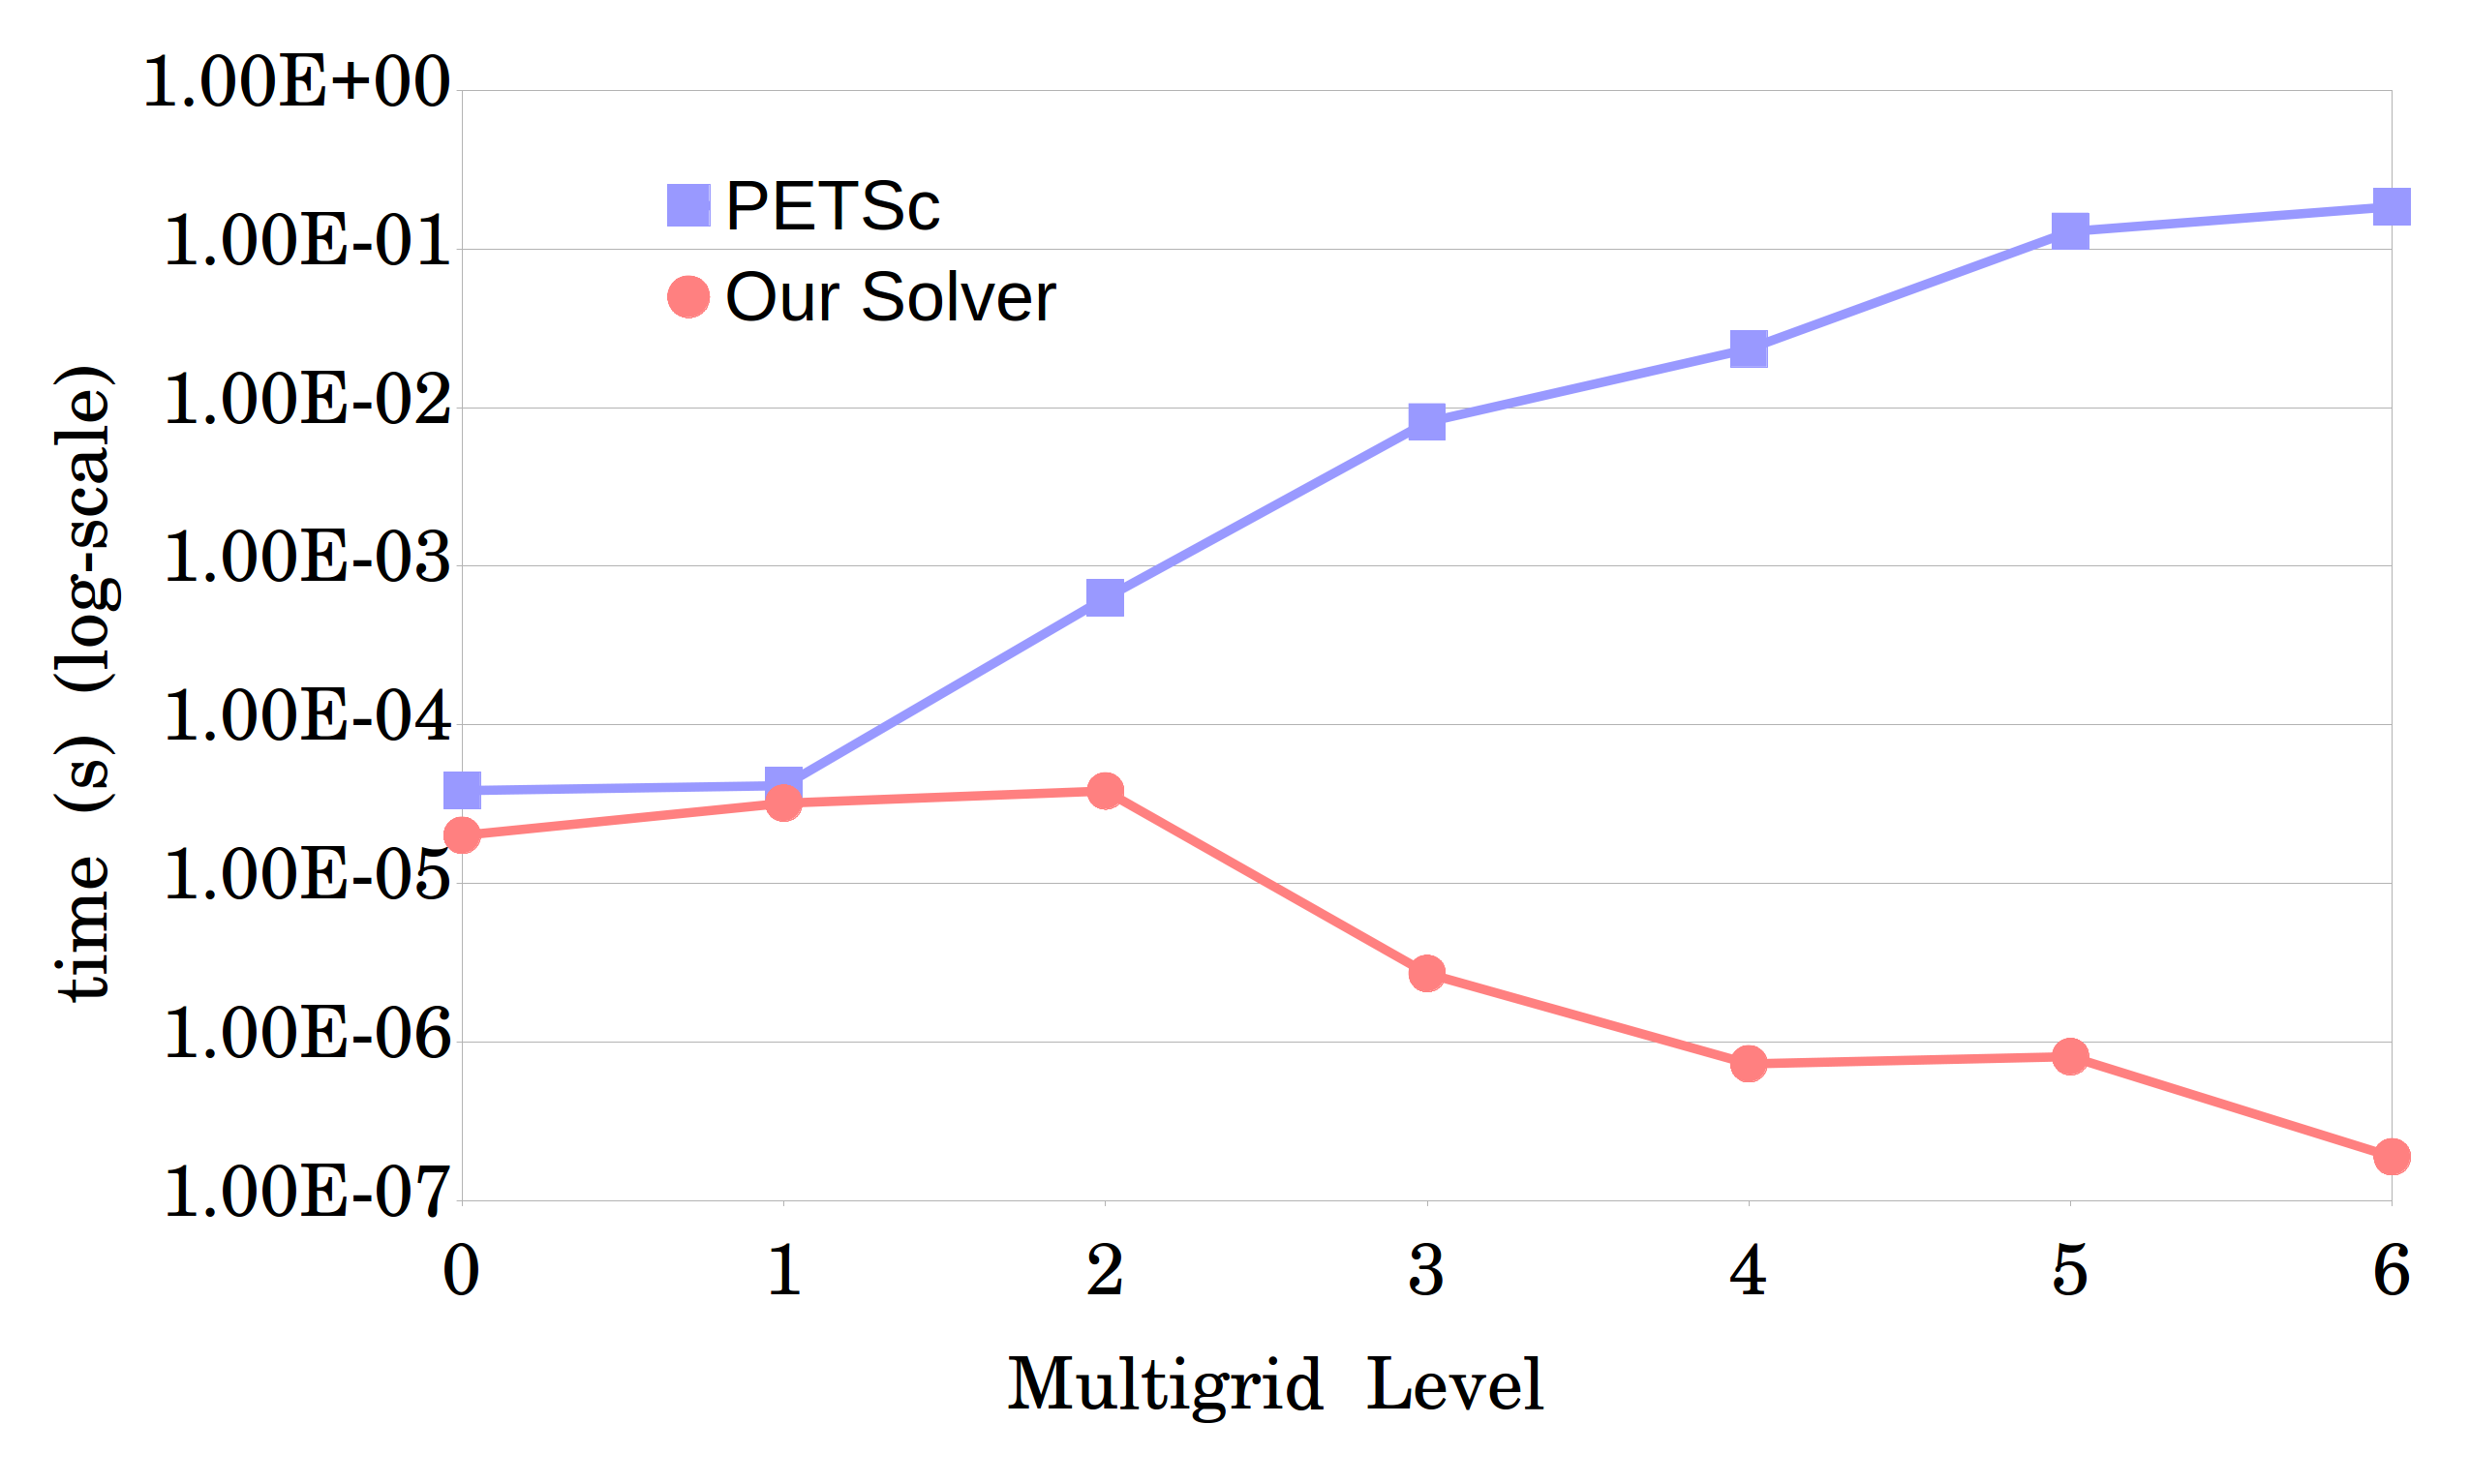 1.00E+00
1.00E-01
1.00E-02
1.00E-03
1.00E-04
1.00E-05
1.00E-06
1.00E-07
time (s) (log-scale)
PETSc
Our Solver
0 1 2 3 4 5 6
Multigrid Level